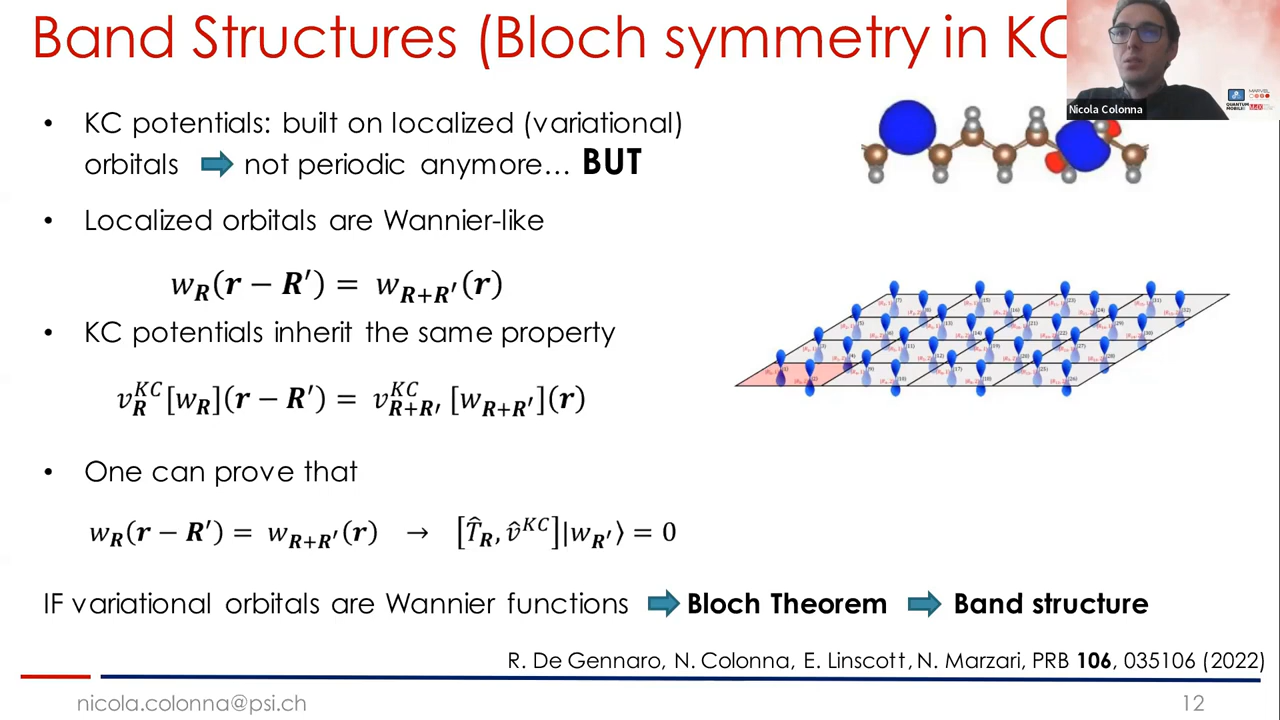 Band Structures (Bloch symmetry in KC
Nicola Colonna
QUANTUM MOBILE
MARVEL
• KC potentials: built on localized (variational)
orbitals ➡ not periodic anymore… BUT
• Localized orbitals are Wannier-like
w_R(r − R′) = w_{R+R′}(r)
• KC potentials inherit the same property
v_R^{KC}[w_R](r − R′) = v_{R+R′}^{KC}[w_{R+R′}](r)
• One can prove that
w_R(r − R′) = w_{R+R′}(r) → [T̂_R, v̂^{KC}]|w_{R′}⟩ = 0
IF variational orbitals are Wannier functions ➡ Bloch Theorem ➡ Band structure
R. De Gennaro, N. Colonna, E. Linscott, N. Marzari, PRB 106, 035106 (2022)
nicola.colonna@psi.ch
12